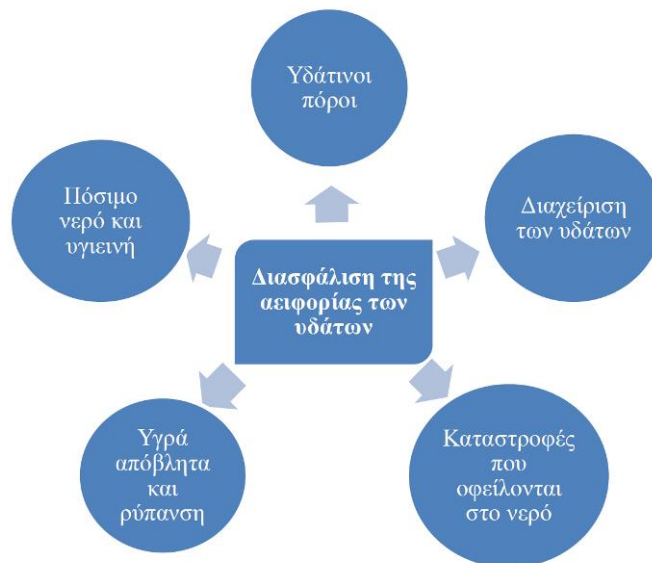 Υδάτινοι
πόροι
Πόσιμο
νερό και
υγιεινή
Διαχείριση
των υδάτων
Διασφάλιση της
αειφορίας των
υδάτων
Υγρά
απόβλητα
και
ρύπανση
Καταστροφές
που
οφείλονται
στο νερό